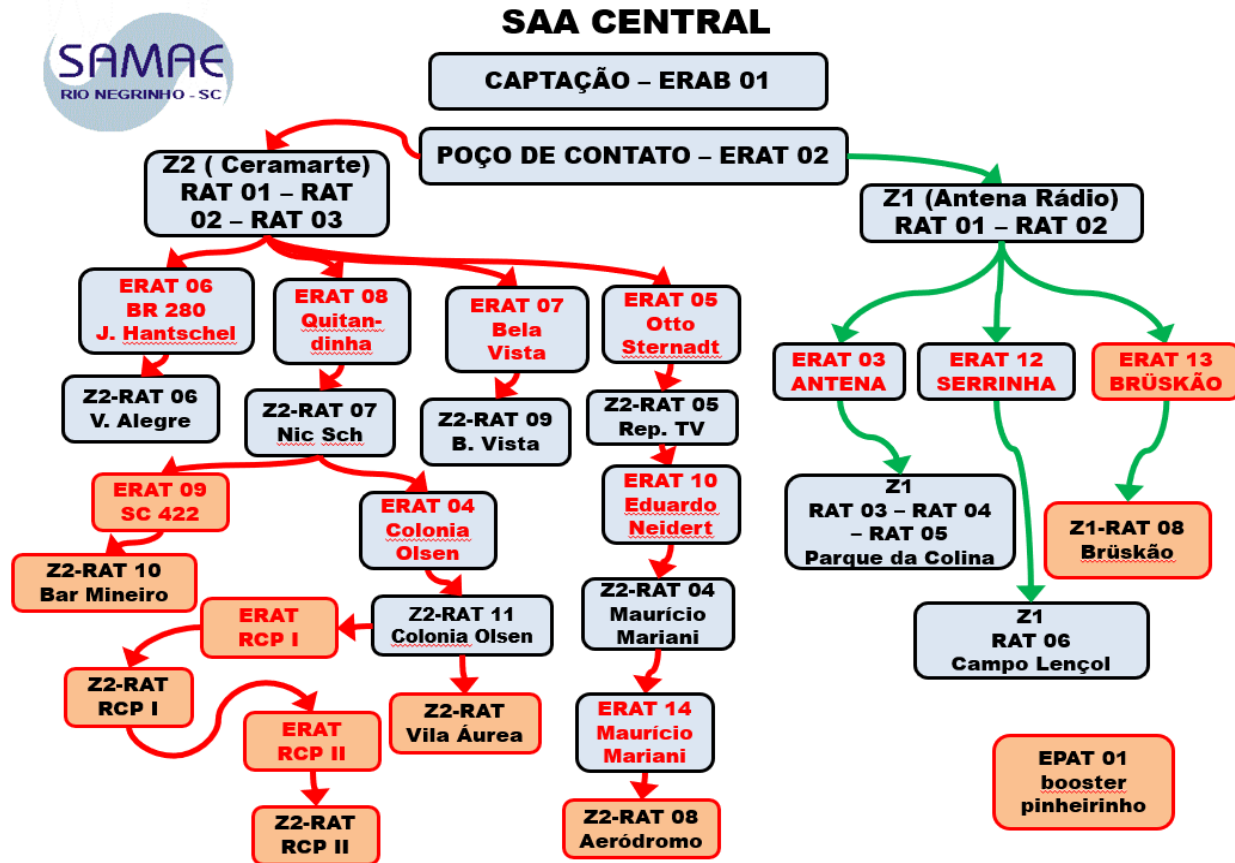 SAA CENTRAL
SAMAE
RIO NEGRINHO - SC
CAPTAÇÃO – ERAB 01
POÇO DE CONTATO – ERAT 02
Z2 ( Ceramarte)
RAT 01 – RAT
02 – RAT 03
Z1 (Antena Rádio)
RAT 01 – RAT 02
ERAT 06
BR 280
J. Hantschel
ERAT 08
Quitan-
dinha
ERAT 07
Bela
Vista
ERAT 05
Otto
Sternadt
ERAT 03
ANTENA
ERAT 12
SERRINHA
ERAT 13
BRÜSKÃO
Z2-RAT 06
V. Alegre
Z2-RAT 07
Nic Sch
Z2-RAT 09
B. Vista
Z2-RAT 05
Rep. TV
ERAT 09
SC 422
ERAT 04
Colonia
Olsen
ERAT 10
Eduardo
Neidert
Z1
RAT 03 – RAT 04
– RAT 05
Parque da Colina
Z1-RAT 08
Brüskão
Z2-RAT 10
Bar Mineiro
ERAT
RCP I
Z2-RAT 11
Colonia Olsen
Z2-RAT 04
Maurício
Mariani
Z1
RAT 06
Campo Lençol
Z2-RAT
RCP I
ERAT
RCP II
Z2-RAT
Vila Áurea
ERAT 14
Maurício
Mariani
EPAT 01
booster
pinheirinho
Z2-RAT
RCP II
Z2-RAT 08
Aeródromo